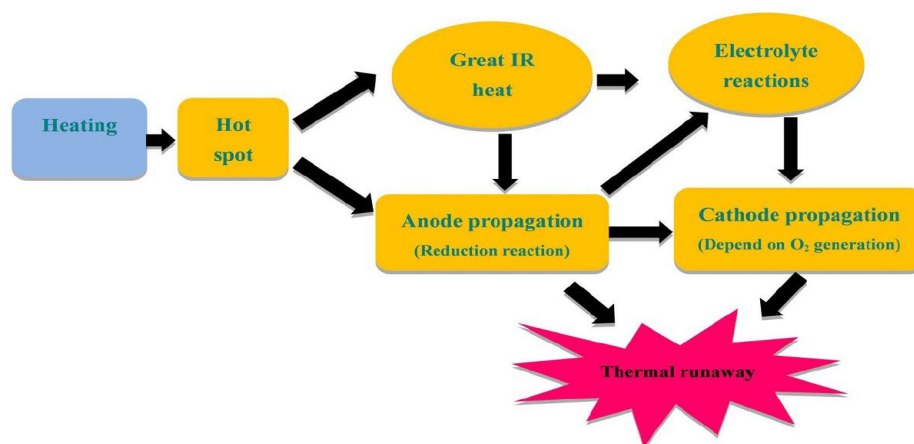 Heating
Hot
spot
Great IR
heat
Electrolyte
reactions
Anode propagation
(Reduction reaction)
Cathode propagation
(Depend on O₂ generation)
Thermal runaway